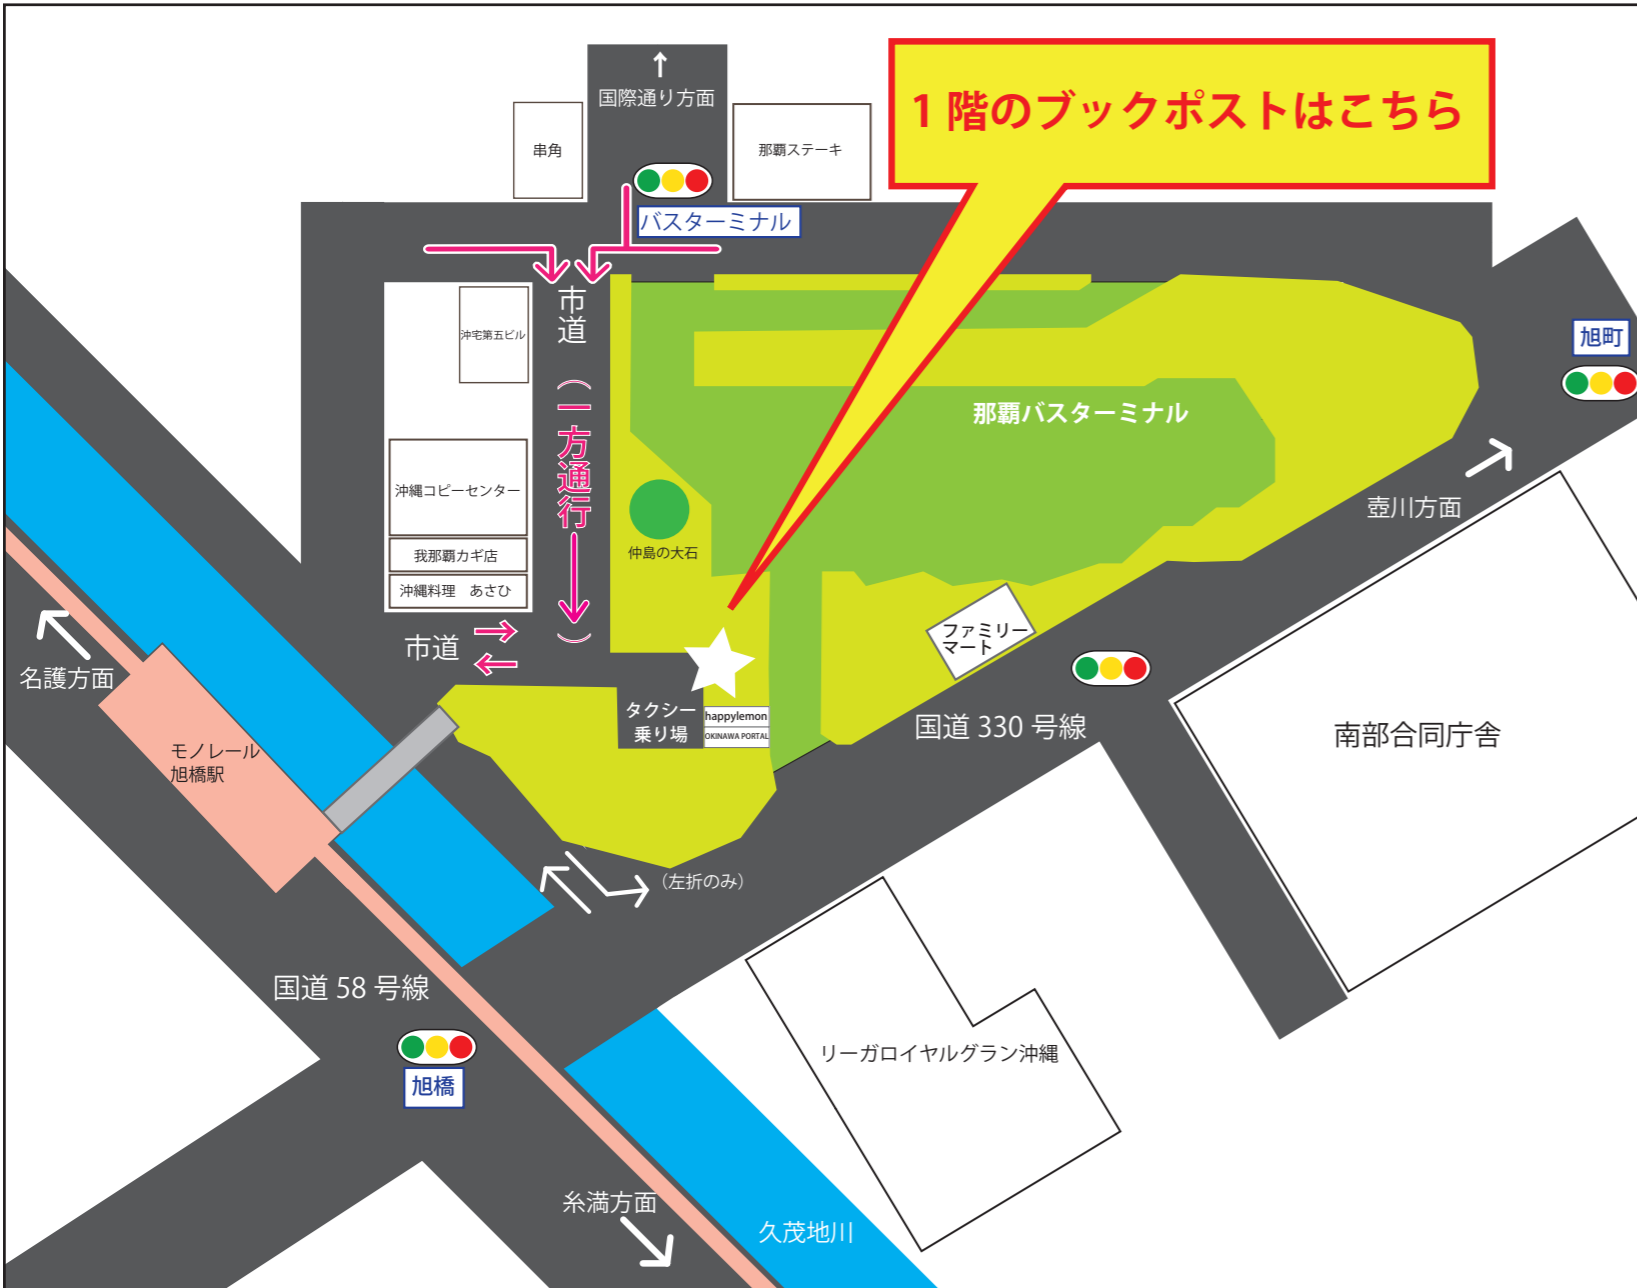 国際通り方面
1 階のブックポストはこちら
串角
那覇ステーキ
バスターミナル
市道
沖宅第五ビル
旭町
(一方通行)
那覇バスターミナル
沖縄コピーセンター
壺川方面
仲島の大石
我那覇カギ店
沖縄料理 あさひ
ファミリー
マート
市道
名護方面
タクシー
乗り場
happylemon
OKINAWA PORTAL
国道 330 号線
南部合同庁舎
モノレール
旭橋駅
(左折のみ)
国道 58 号線
リーガロイヤルグラン沖縄
旭橋
糸満方面
久茂地川